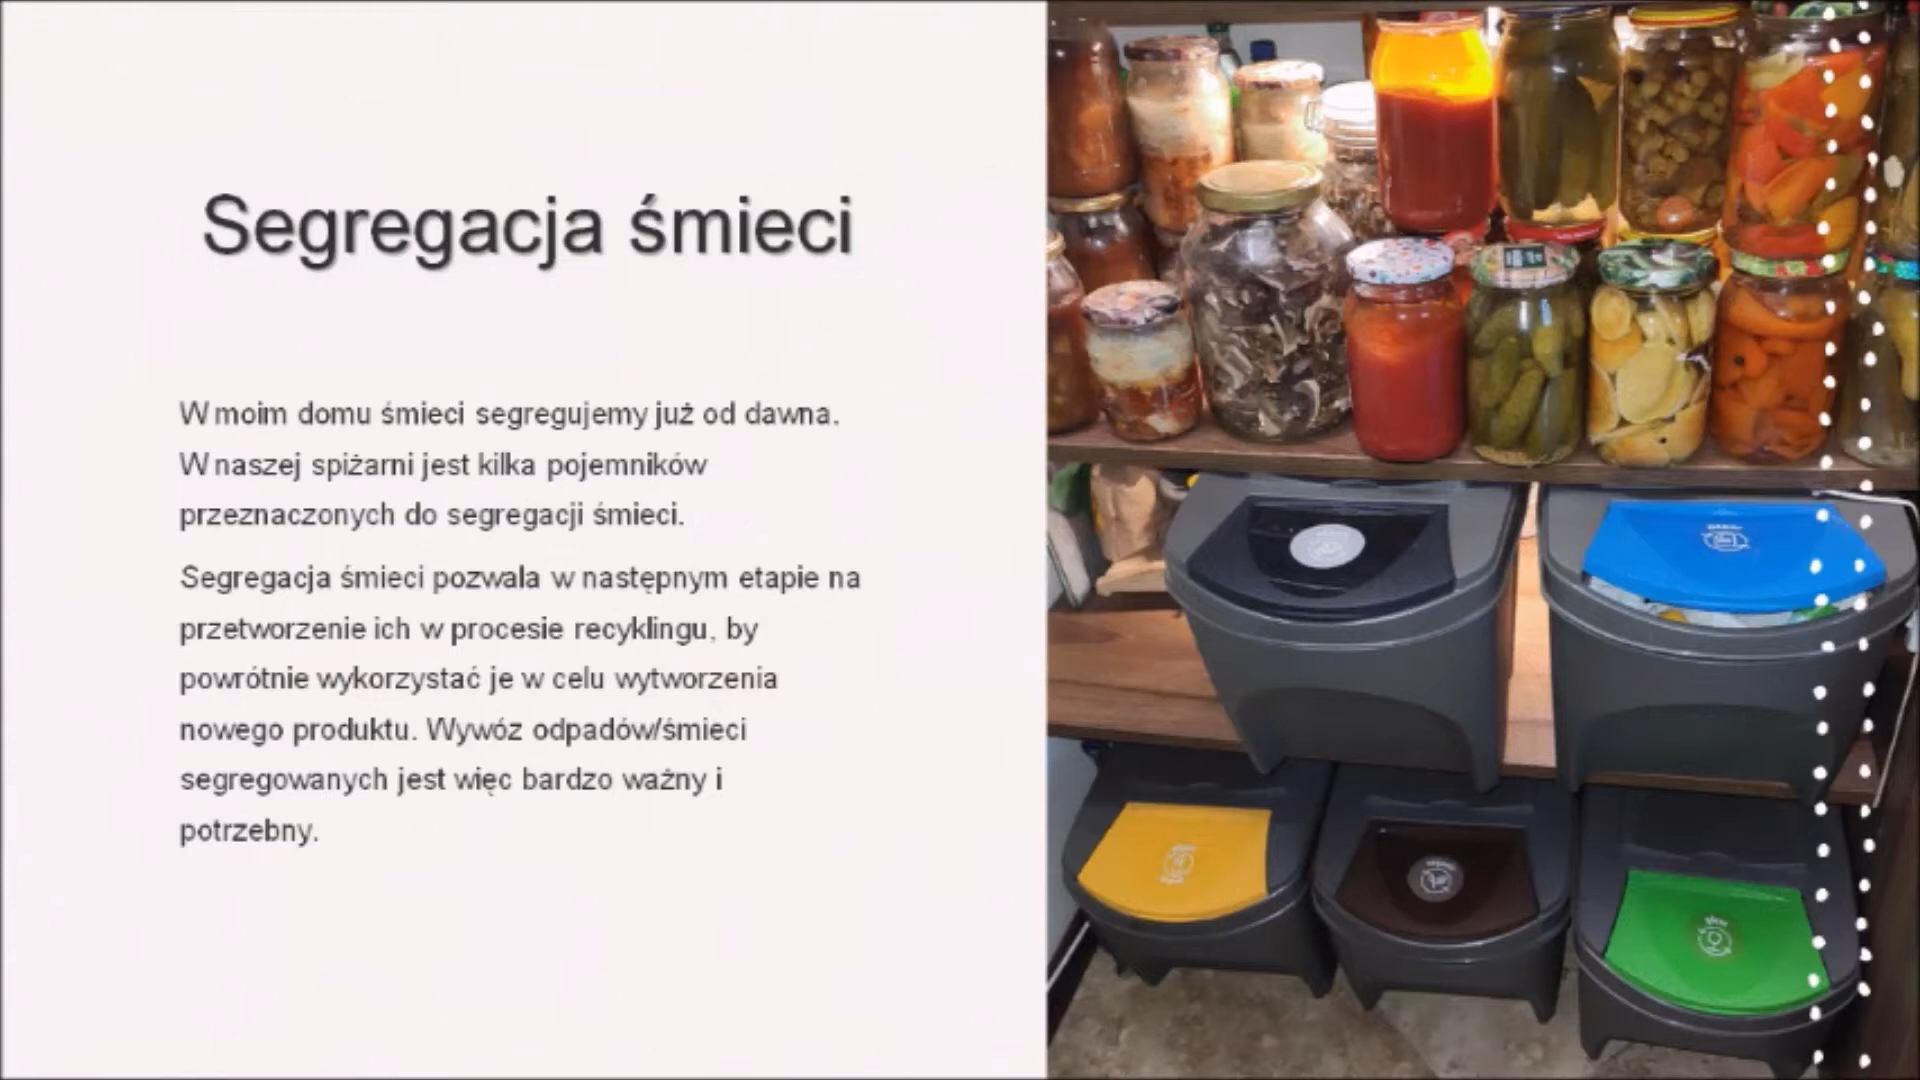 Segregacja śmieci
W moim domu śmieci segregujemy już od dawna.
W naszej spiżarni jest kilka pojemników
przeznaczonych do segregacji śmieci.
Segregacja śmieci pozwala w następnym etapie na
przetworzenie ich w procesie recyklingu, by
powrótnie wykorzystać je w celu wytworzenia
nowego produktu. Wywóz odpadów/śmieci
segregowanych jest więc bardzo ważny i
potrzebny.